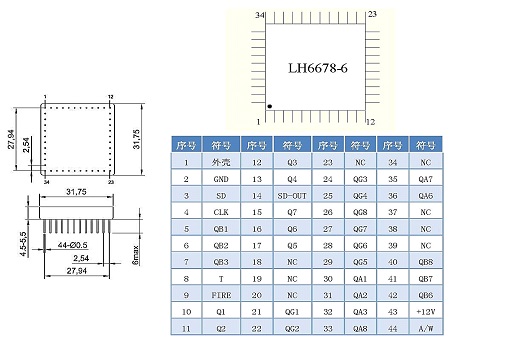 34 23
LH6678-6
1 12
1 12
27,94
2,54
31,75
34 23
31,75
4,5-5,5
44-Ø0.5
2,54
6max
27,94
序号 符号 序号 符号 序号 符号 序号 符号
1 外壳 12 Q3 23 NC 34 NC
2 GND 13 Q4 24 QG3 35 QA7
3 SD 14 SD-OUT 25 QG4 36 QA6
4 CLK 15 Q7 26 QG8 37 NC
5 QB1 16 Q6 27 QG7 38 NC
6 QB2 17 Q5 28 QG6 39 NC
7 QB3 18 NC 29 QG5 40 QB8
8 T 19 NC 30 QA1 41 QB7
9 FIRE 20 NC 31 QA2 42 QB6
10 Q1 21 QG1 32 QA3 43 +12V
11 Q2 22 QG2 33 QA8 44 A/W